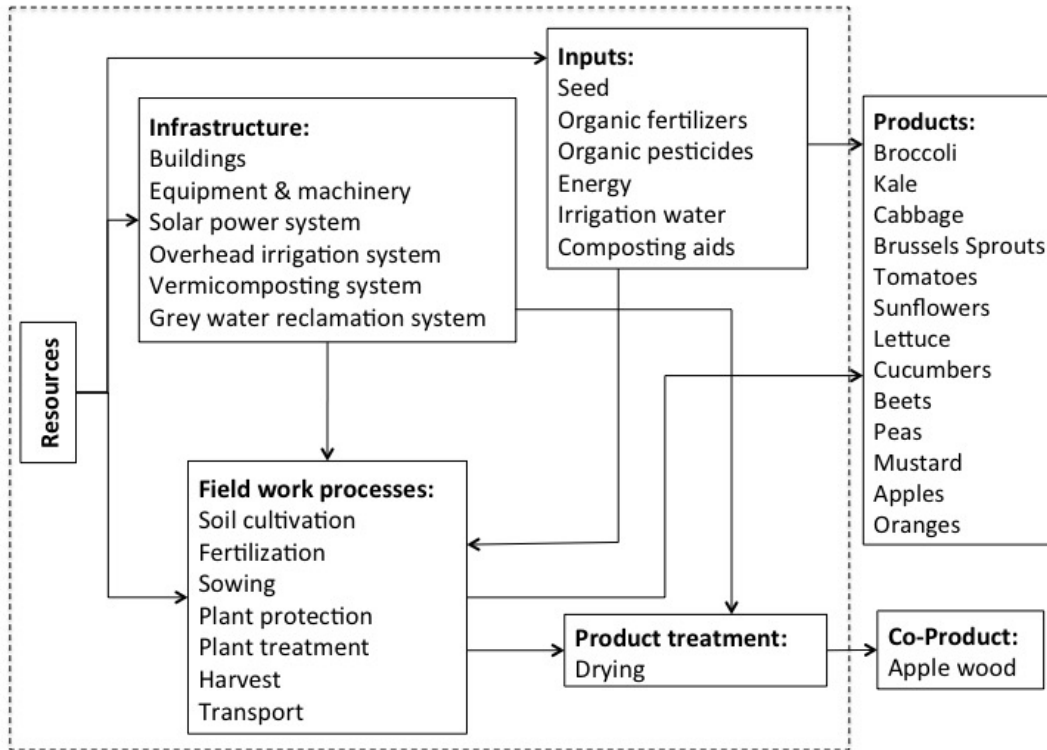 Inputs:
Seed
Organic fertilizers
Organic pesticides
Energy
Irrigation water
Composting aids
Infrastructure:
Buildings
Equipment & machinery
Solar power system
Overhead irrigation system
Vermicomposting system
Grey water reclamation system
Products:
Broccoli
Kale
Cabbage
Brussels Sprouts
Tomatoes
Sunflowers
Lettuce
Cucumbers
Beets
Peas
Mustard
Apples
Oranges
Resources
Field work processes:
Soil cultivation
Fertilization
Sowing
Plant protection
Plant treatment
Harvest
Transport
Product treatment:
Drying
Co-Product:
Apple wood